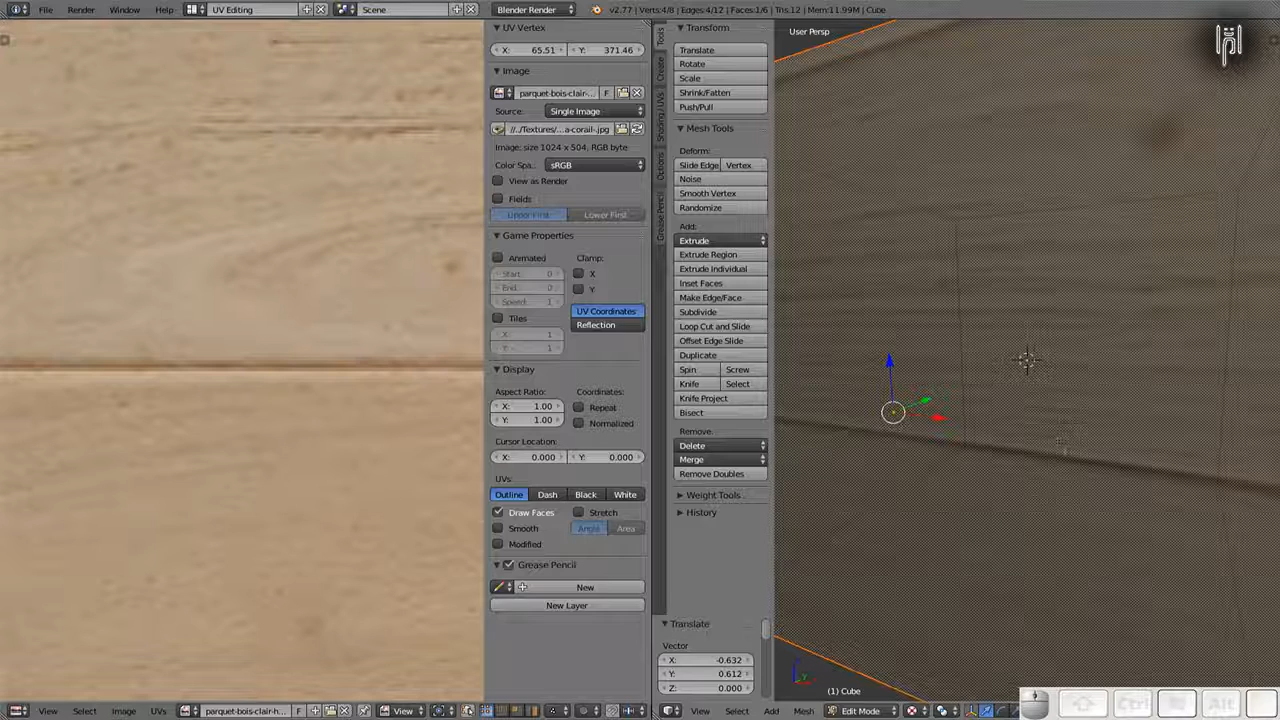 File Render Window Help UV Editing Scene Blender Render v2.77 | Verts:4/8 | Edges:4/12 | Faces:1/6 | Tris:12 | Mem:11.99M | Cube
UV Vertex
X: 65.51 Y: 371.46
Image
parquet-bois-clair-... F
Source: Single Image
//../Textures/...a-corail-.jpg
Image: size 1024 x 504, RGB byte
Color Spa.. sRGB
View as Render
Fields
Upper First Lower First
Game Properties
Animated Clamp:
Start: 0 X
End: 0 Y
Speed: 1
Tiles UV Coordinates
Reflection
X: 1
Y: 1
Display
Aspect Ratio: Coordinates:
X: 1.00 Repeat
Y: 1.00 Normalized
Cursor Location:
X: 0.000 Y: 0.000
UVs:
Outline Dash Black White
Draw Faces Stretch
Smooth Angle Area
Modified
Grease Pencil
New
New Layer
Tools
Create
Shading / UVs
Options
Grease Pencil
Transform
Translate
Rotate
Scale
Shrink/Fatten
Push/Pull
Mesh Tools
Deform:
Slide Edge Vertex
Noise
Smooth Vertex
Randomize
Add:
Extrude
Extrude Region
Extrude Individual
Inset Faces
Make Edge/Face
Subdivide
Loop Cut and Slide
Offset Edge Slide
Duplicate
Spin Screw
Knife Select
Knife Project
Bisect
Remove:
Delete
Merge
Remove Doubles
Weight Tools
History
Translate
Vector
X: -0.632
Y: 0.612
Z: 0.000
User Persp
(1) Cube
View Select Image UVs parquet-bois-clair-h... F View
View Select Add Mesh Edit Mode
Ctrl Alt